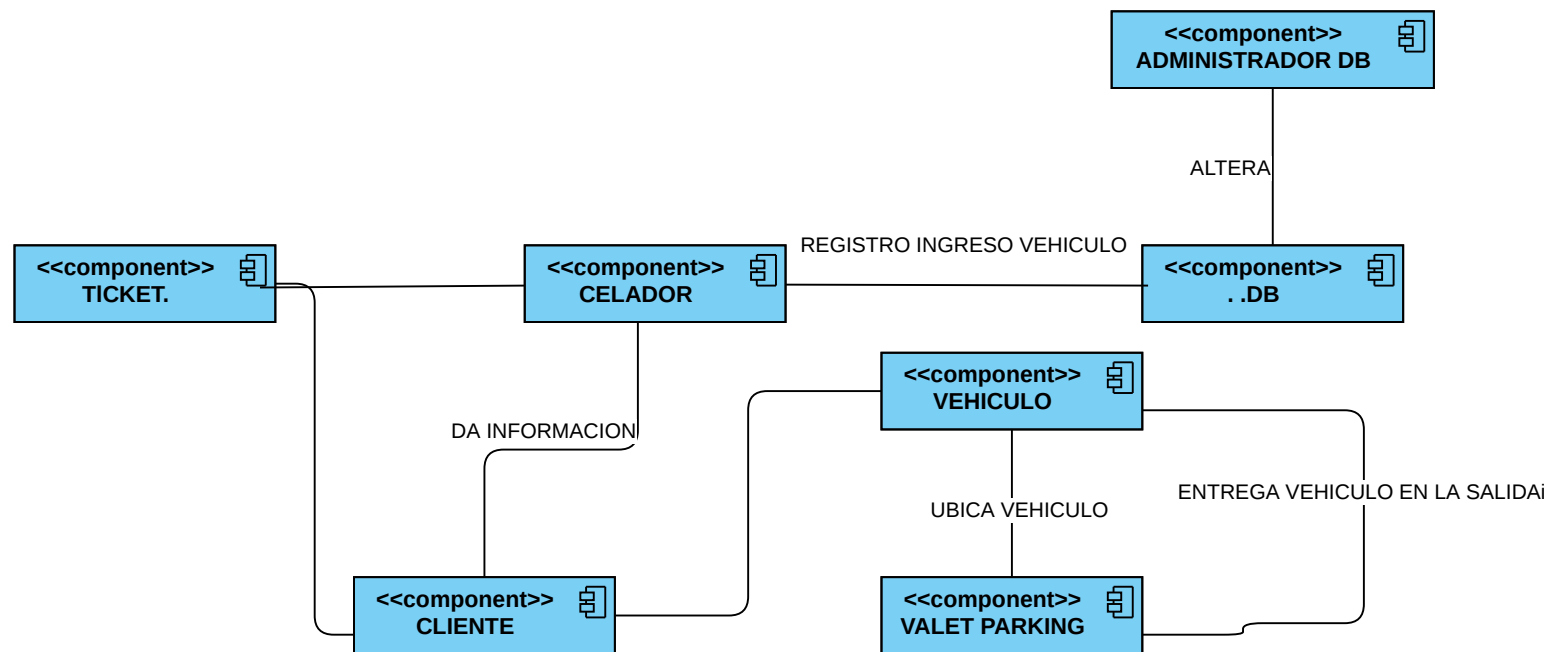 <<component>>
ADMINISTRADOR DB
ALTERA
<<component>>
TICKET.
<<component>>
CELADOR
REGISTRO INGRESO VEHICULO
<<component>>
. .DB
<<component>>
VEHICULO
DA INFORMACION
UBICA VEHICULO
ENTREGA VEHICULO EN LA SALIDAi
<<component>>
CLIENTE
<<component>>
VALET PARKING